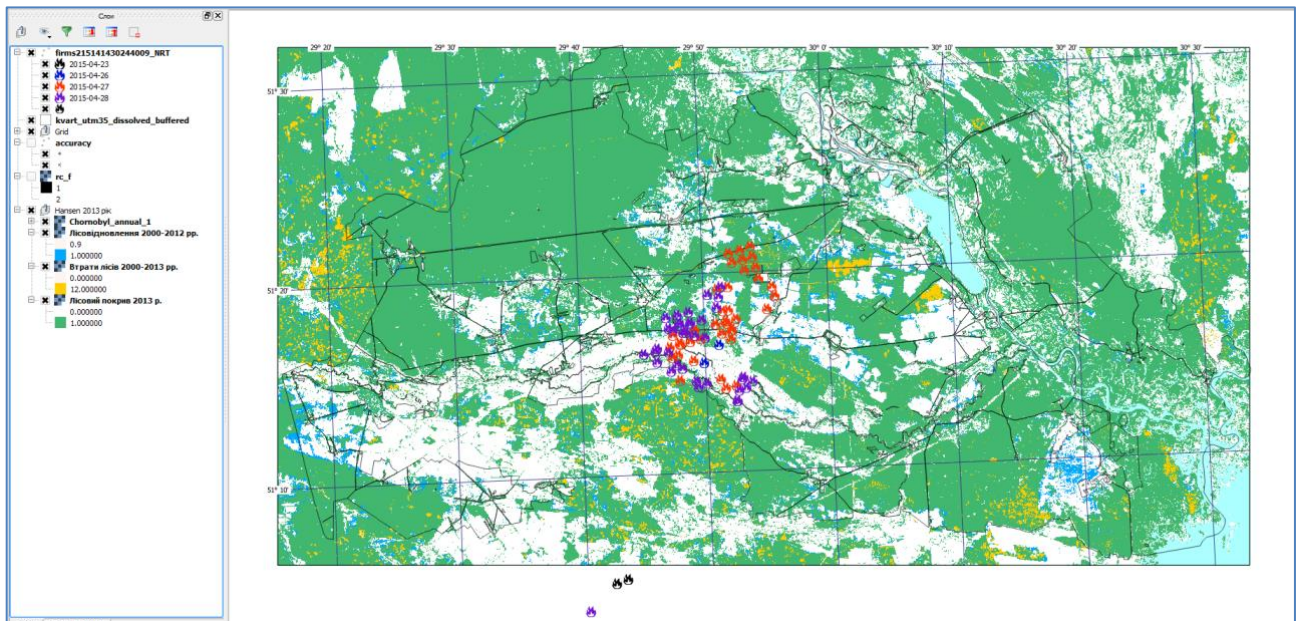 Слои
firms215141430244009_NRT
2015-04-23
2015-04-26
2015-04-27
2015-04-28
kvart_utm35_dissolved_buffered
Grid
accuracy
*
<
rc_f
1
2
Hansen 2013 рік
Chornobyl_annual_1
Лісовідновлення 2000-2012 рр.
0.9
1.000000
Втрати лісів 2000-2013 рр.
0.000000
12.000000
Лісовий покрив 2013 р.
0.000000
1.000000
29° 20'
29° 30'
29° 40'
29° 50'
30° 0'
30° 10'
30° 20'
30° 30'
51° 30'
51° 20'
51° 10'